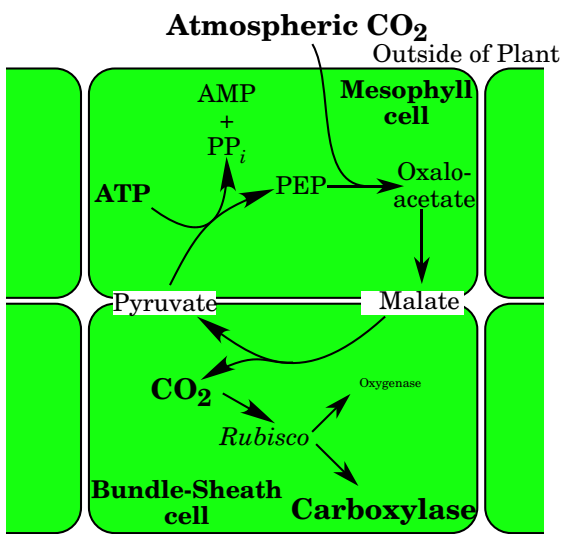 Atmospheric CO2
Outside of Plant
Mesophyll
cell
AMP
+
PPi
ATP
PEP
Oxalo-
acetate
Pyruvate
Malate
CO2
Oxygenase
Rubisco
Bundle-Sheath
cell
Carboxylase